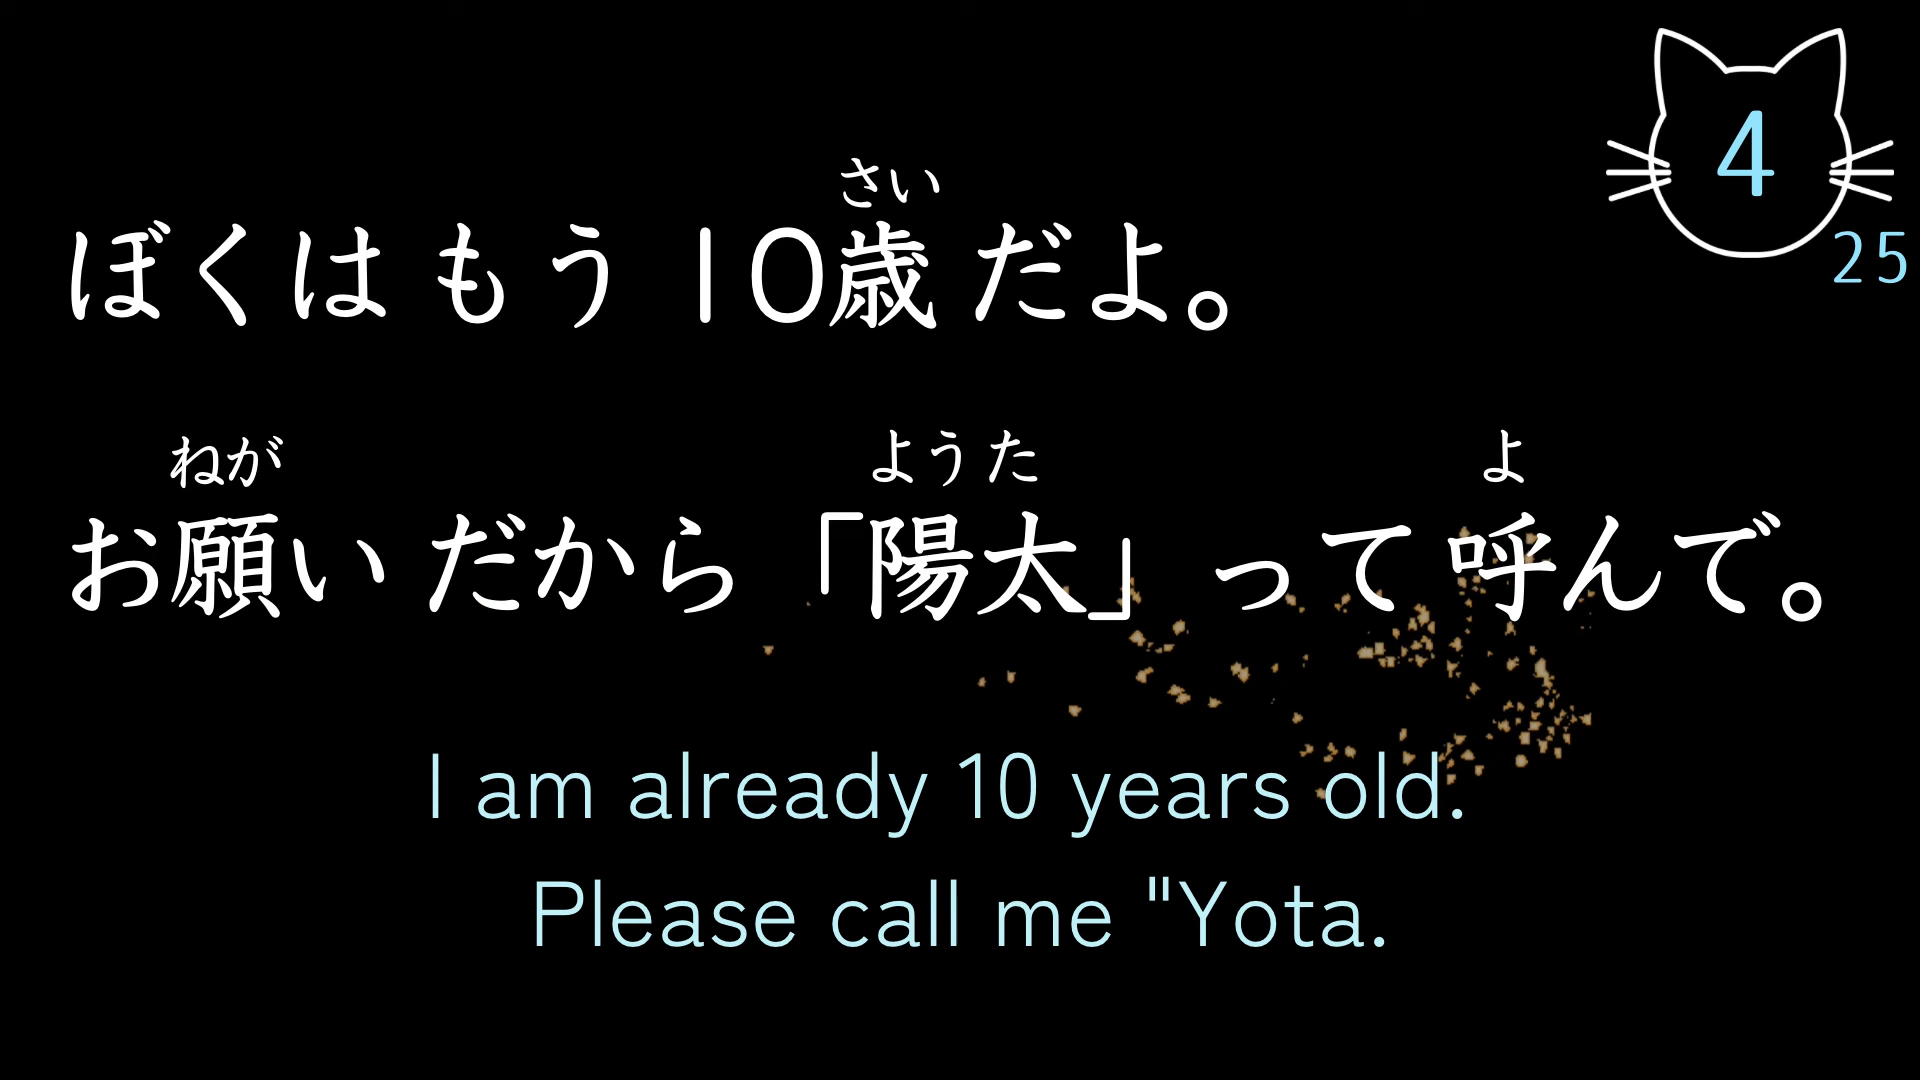 4
25
さい
ぼくは もう 10歳 だよ。
ねが ようた よ
お願い だから 「陽太」 って 呼んで。
I am already 10 years old.
Please call me "Yota.